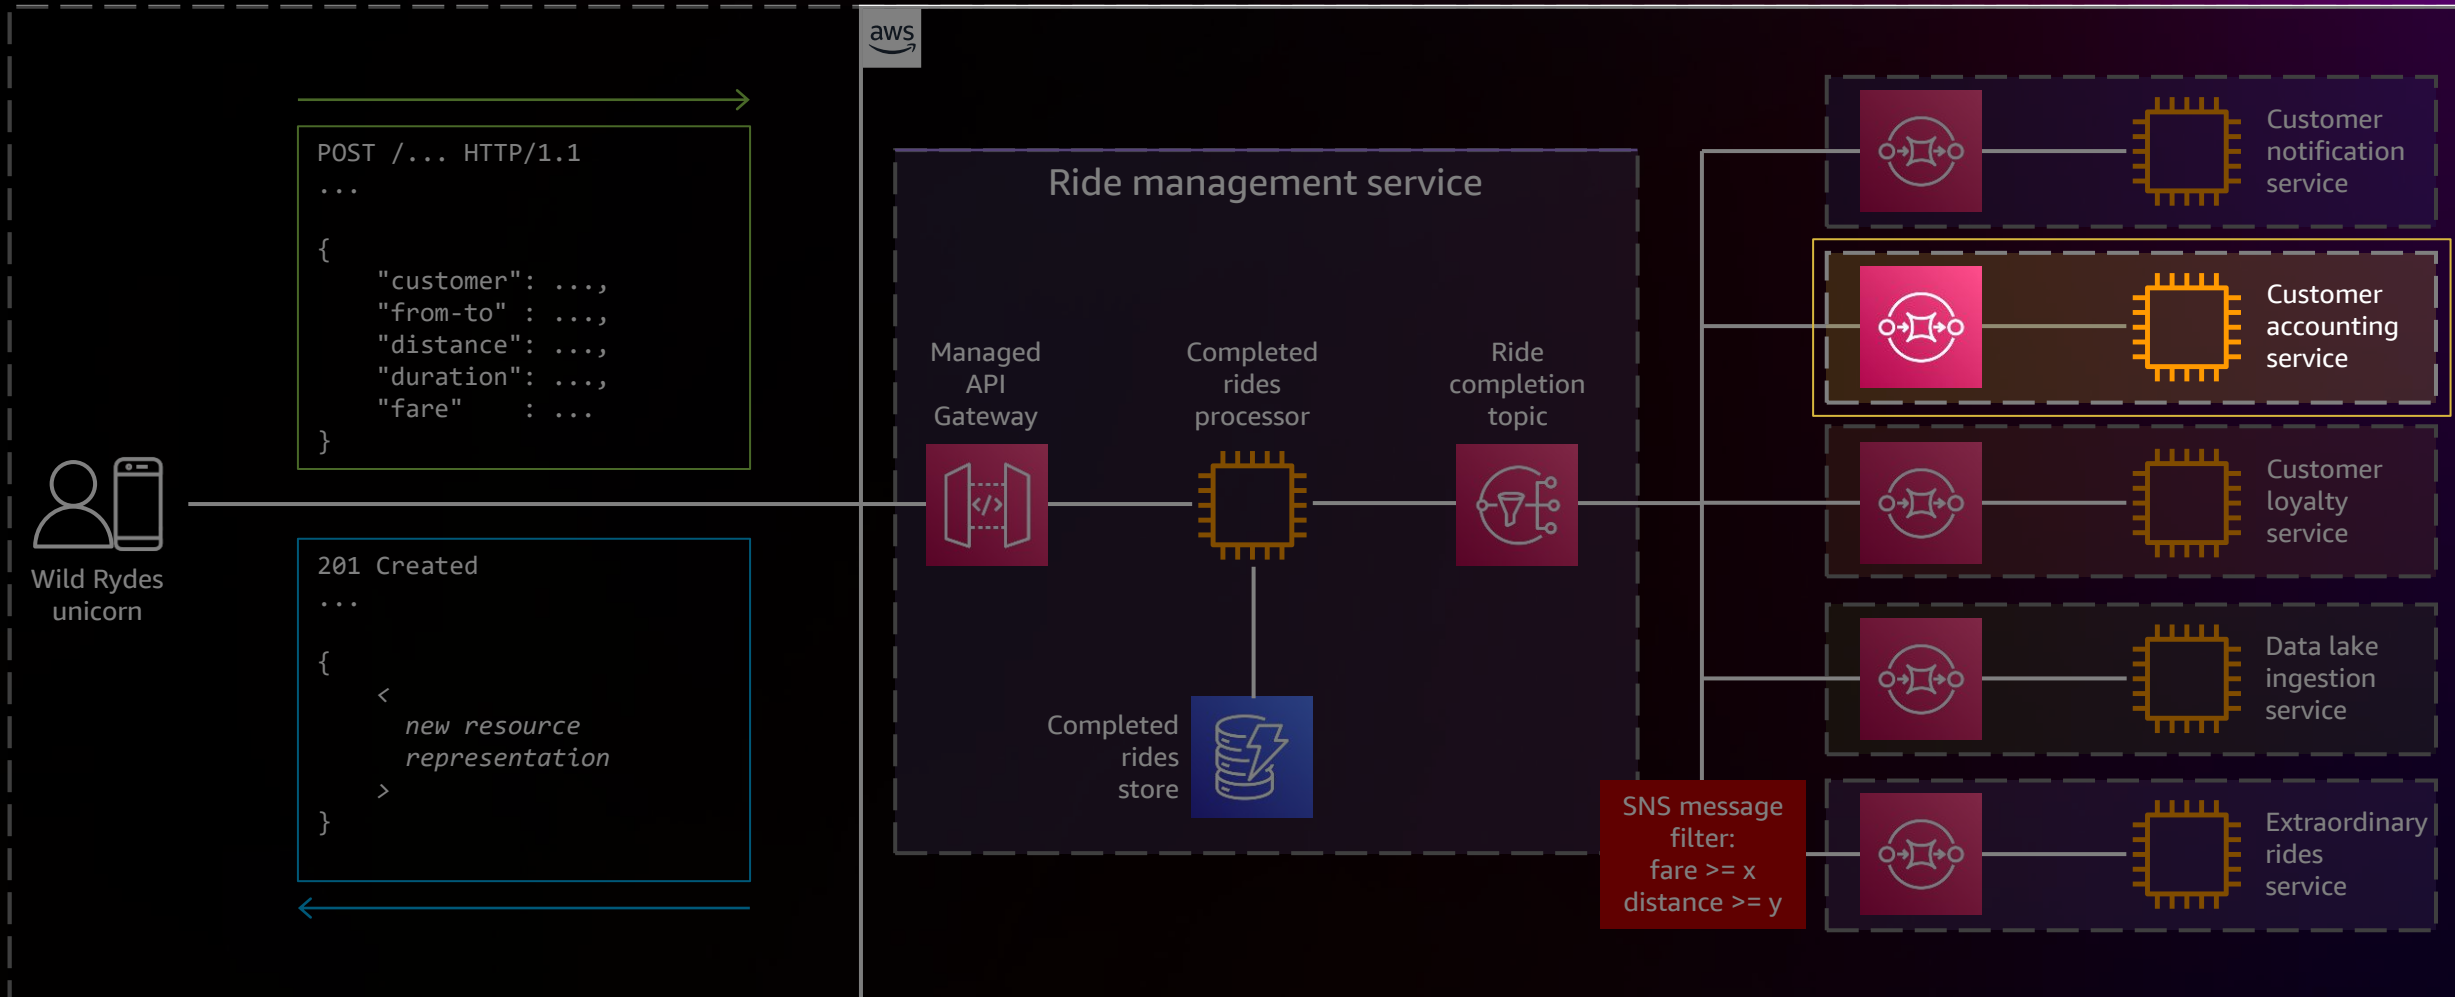 aws
POST /... HTTP/1.1
...
{
"customer": ...,
"from-to" : ...,
"distance": ...,
"duration": ...,
"fare"    : ...
}
Wild Rydes
unicorn
201 Created
...
{
<
new resource
representation
>
}
Ride management service
Managed
API
Gateway
Completed
rides
processor
Ride
completion
topic
Completed
rides
store
SNS message
filter:
fare >= x
distance >= y
Customer
notification
service
Customer
accounting
service
Customer
loyalty
service
Data lake
ingestion
service
Extraordinary
rides
service